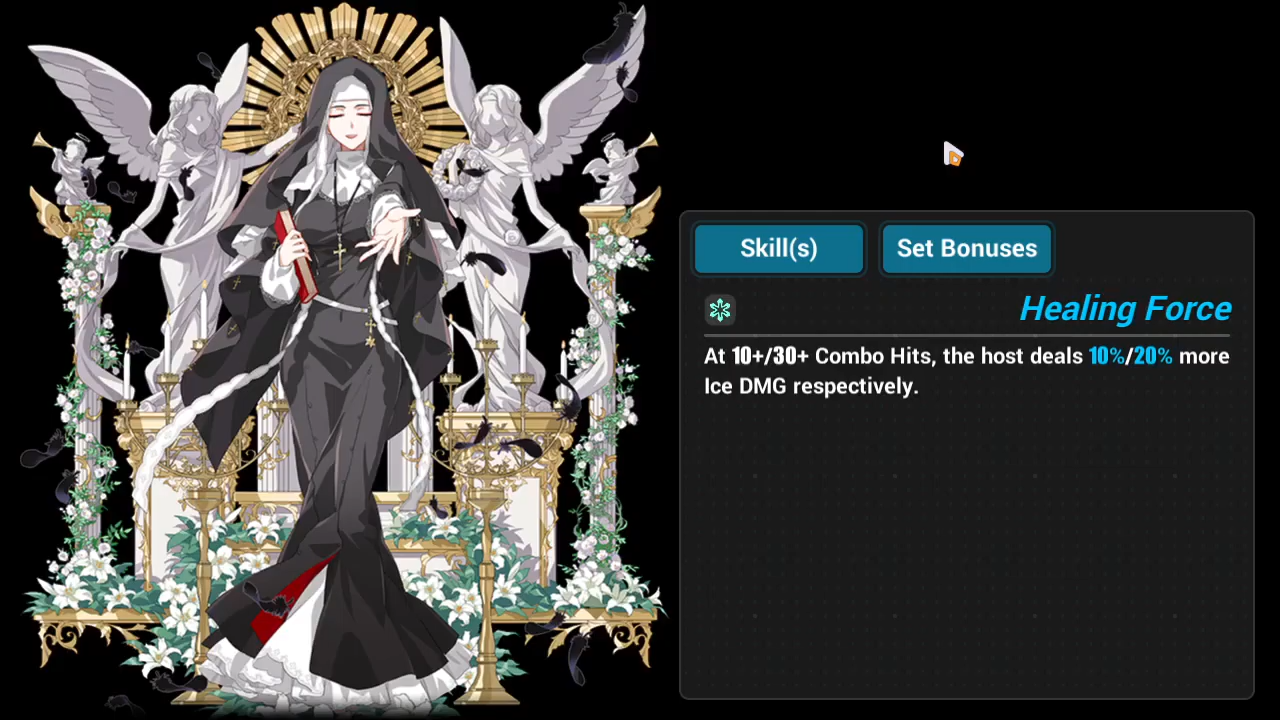 Skill(s)
Set Bonuses
Healing Force
At 10+/30+ Combo Hits, the host deals 10%/20% more
Ice DMG respectively.